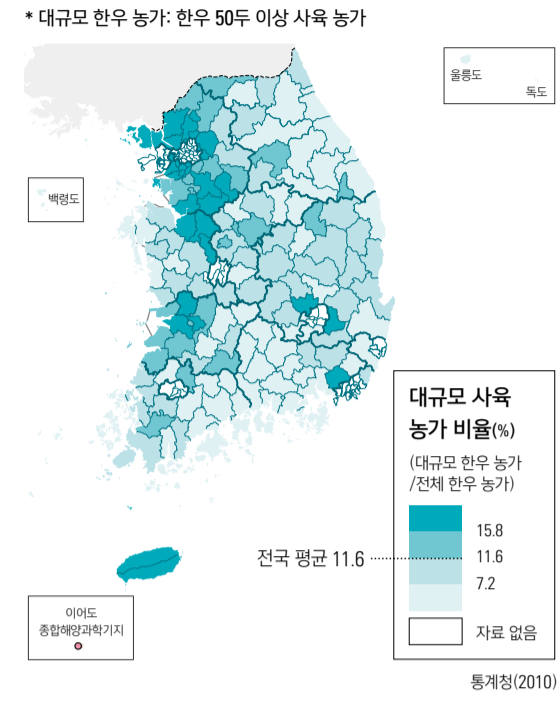 * 대규모 한우 농가: 한우 50두 이상 사육 농가
울릉도
독도
백령도
대규모 사육
농가 비율(%)
(대규모 한우 농가
/전체 한우 농가)
15.8
전국 평균 11.6
11.6
7.2
자료 없음
이어도
종합해양과학기지
통계청(2010)